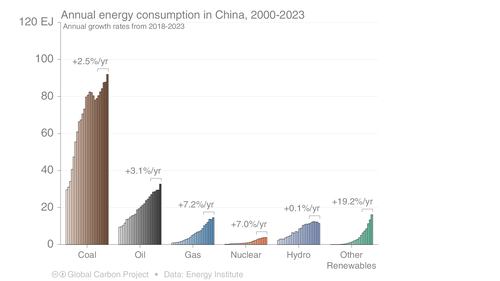 Annual energy consumption in China, 2000-2023
Annual growth rates from 2018-2023
120 EJ
100
80
60
40
20
0
+2.5%/yr
+3.1%/yr
+7.2%/yr
+7.0%/yr
+0.1%/yr
+19.2%/yr
Coal
Oil
Gas
Nuclear
Hydro
Other
Renewables
Global Carbon Project • Data: Energy Institute